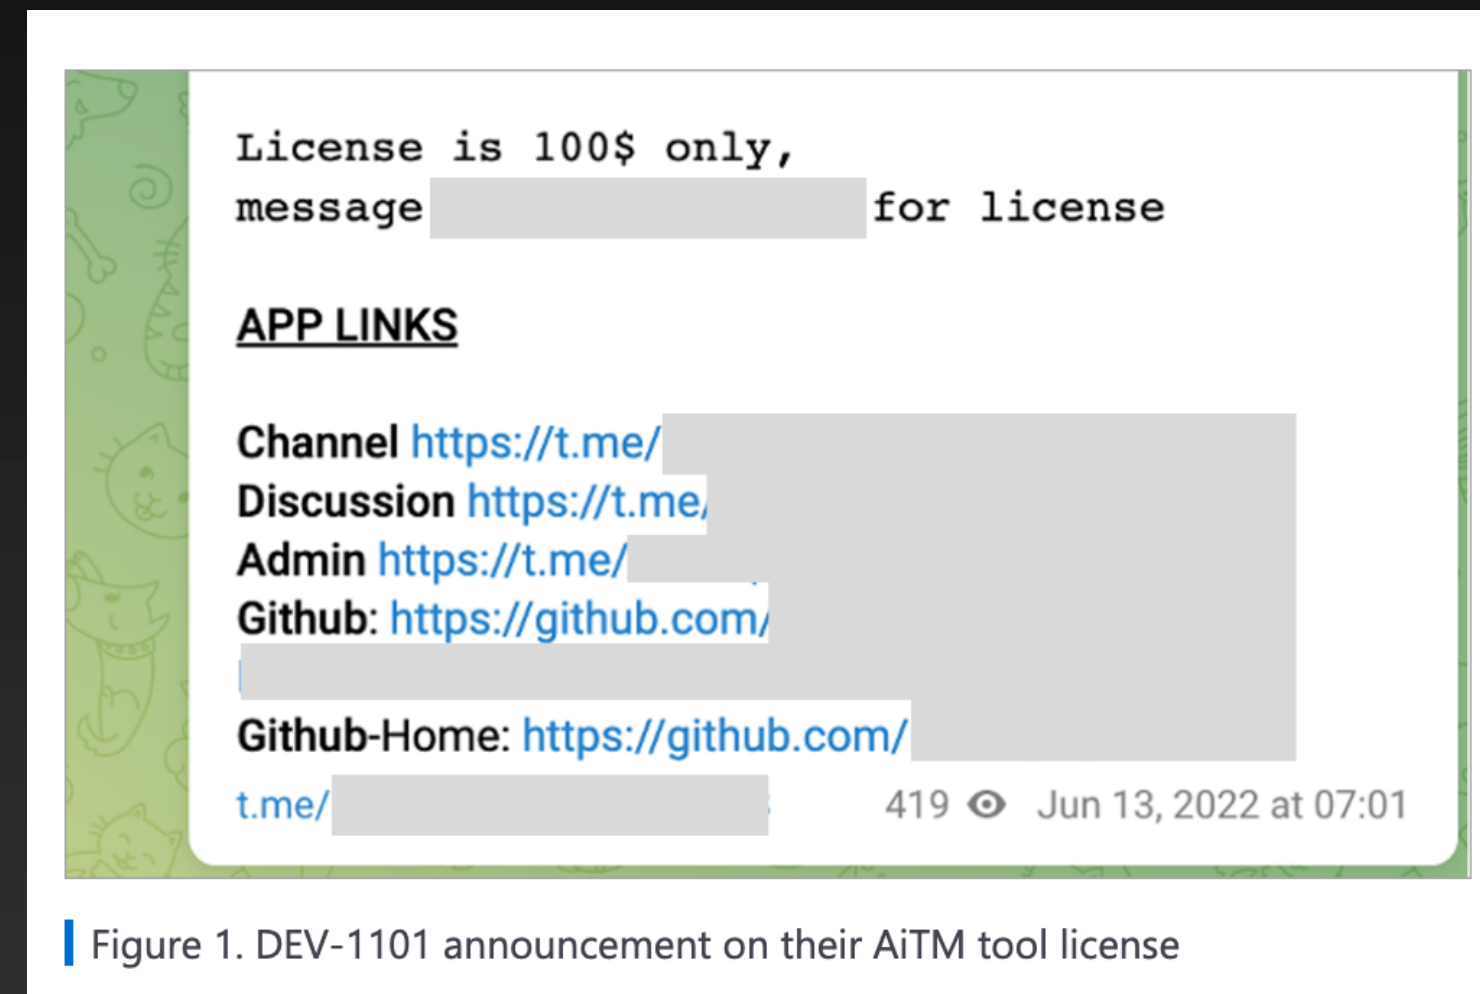 License is 100$ only,
message for license
APP LINKS
Channel https://t.me/
Discussion https://t.me/
Admin https://t.me/
Github: https://github.com/
Github-Home: https://github.com/
t.me/ 419 Jun 13, 2022 at 07:01
Figure 1. DEV-1101 announcement on their AiTM tool license